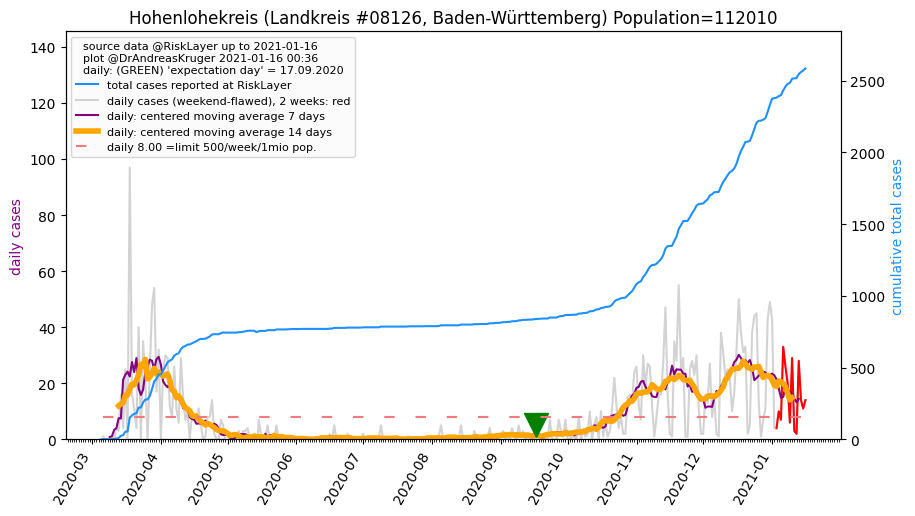 Hohenlohekreis (Landkreis #08126, Baden-Württemberg) Population=112010
source data @RiskLayer up to 2021-01-16
plot @DrAndreasKruger 2021-01-16 00:36
daily: (GREEN) 'expectation day' = 17.09.2020
total cases reported at RiskLayer
daily cases (weekend-flawed), 2 weeks: red
daily: centered moving average 7 days
daily: centered moving average 14 days
daily 8.00 =limit 500/week/1mio pop.
daily cases
140
120
100
80
60
40
20
0
cumulative total cases
2500
2000
1500
1000
500
0
2020-03
2020-04
2020-05
2020-06
2020-07
2020-08
2020-09
2020-10
2020-11
2020-12
2021-01